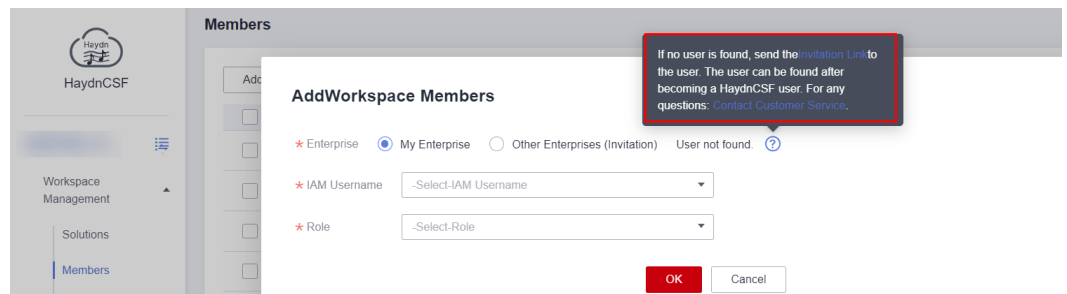 Haydn
HaydnCSF
Workspace
Management
Solutions
Members
Members
If no user is found, send theInvitation Linkto
the user. The user can be found after
becoming a HaydnCSF user. For any
questions: Contact Customer Service.
Add
AddWorkspace Members
* Enterprise My Enterprise Other Enterprises (Invitation) User not found. ?
* IAM Username -Select-IAM Username
* Role -Select-Role
OK Cancel